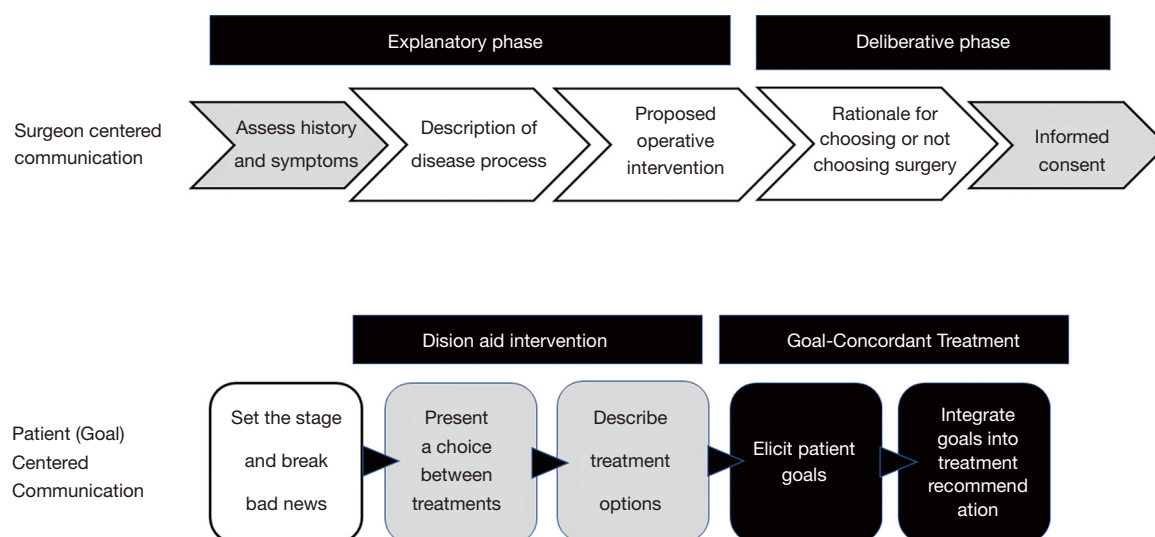 Explanatory phase
Deliberative phase
Surgeon centered
communication
Assess history
and symptoms
Description of
disease process
Proposed
operative
intervention
Rationale for
choosing or not
choosing surgery
Informed
consent
Dision aid intervention
Goal-Concordant Treatment
Patient (Goal)
Centered
Communication
Set the stage
and break
bad news
Present
a choice
between
treatments
Describe
treatment
options
Elicit patient
goals
Integrate
goals into
treatment
recommend
ation